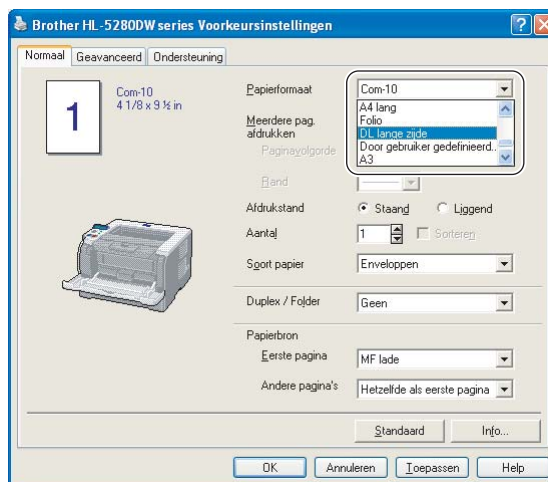 Brother HL-5280DW series Voorkeursinstellingen
Normaal Geavanceerd Ondersteuning
1
Com-10
4 1/8 x 9 ½ in
Papierformaat Com-10
A4 lang
Folio
DL lange zijde
Door gebruiker gedefinieerd..
A3
Meerdere pag.
afdrukken
Paginavolgorde
Rand
Afdrukstand Staand Liggend
Aantal 1 Sorteren
Soort papier Enveloppen
Duplex / Folder Geen
Papierbron
Eerste pagina MF lade
Andere pagina's Hetzelfde als eerste pagina
Standaard Info...
OK Annuleren Toepassen Help